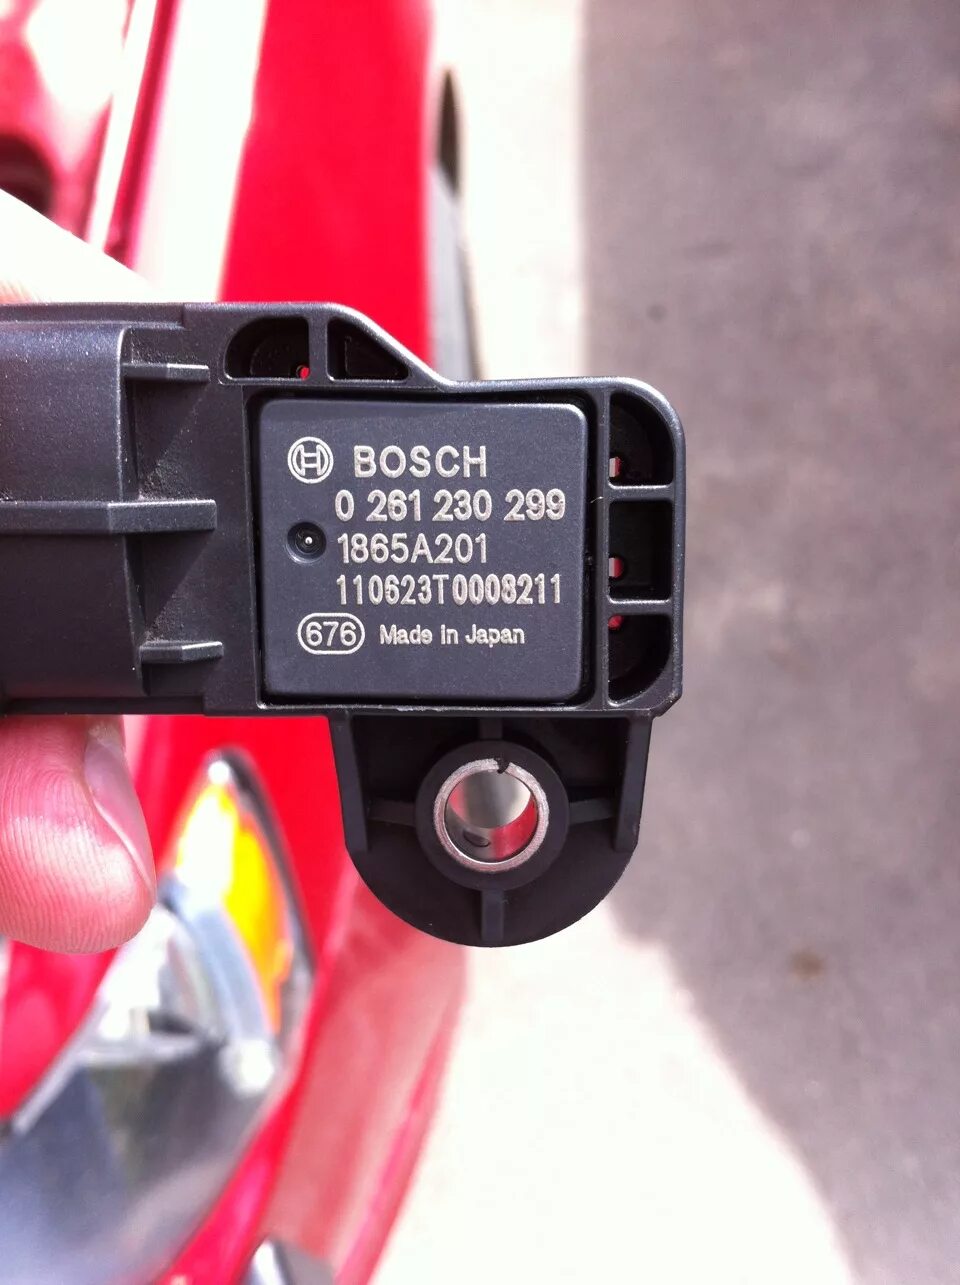 BOSCH
0 261 230 299
1865A201
110623T0008211
676 Made in Japan